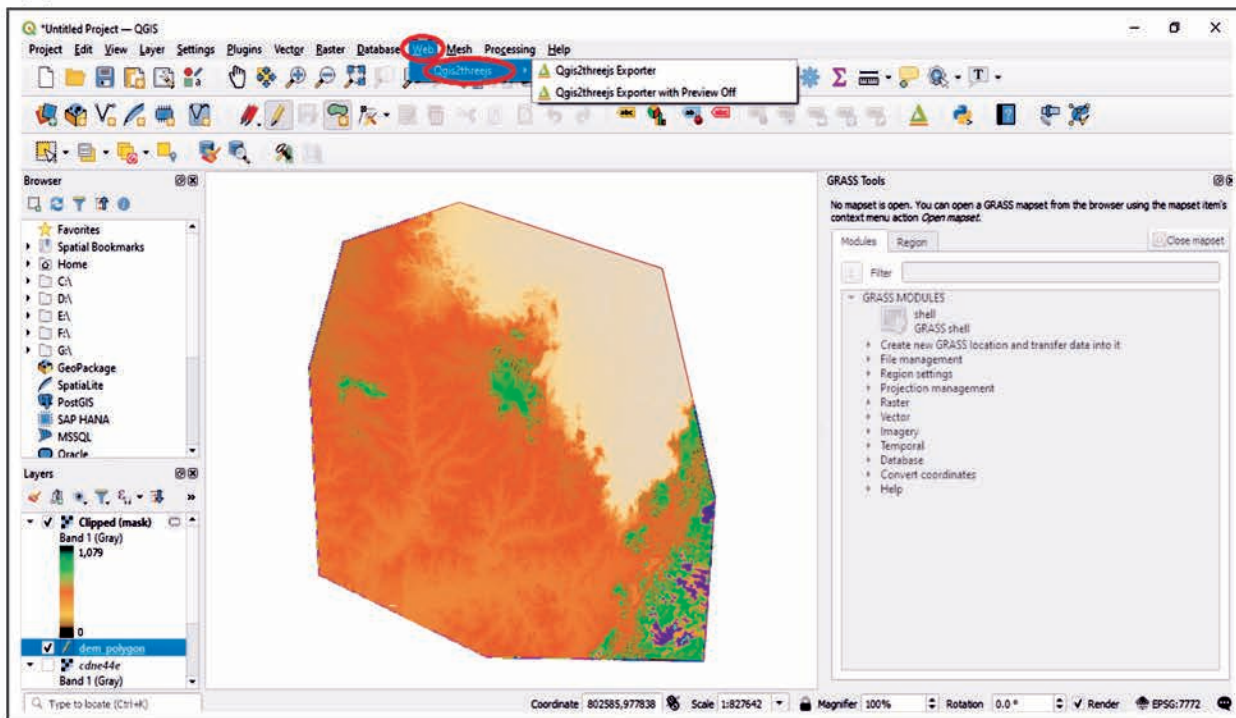 *Untitled Project — QGIS
Project Edit View Layer Settings Plugins Vector Raster Database Web Mesh Processing Help
Qgis2threejs
Qgis2threejs Exporter
Qgis2threejs Exporter with Preview Off
Browser
Favorites
Spatial Bookmarks
Home
C:\
D:\
E:\
F:\
G:\
GeoPackage
SpatiaLite
PostGIS
SAP HANA
MSSQL
Oracle
Layers
Clipped (mask)
Band 1 (Gray)
1,079
0
dem_polygon
cdne44e
Band 1 (Gray)
GRASS Tools
No mapset is open. You can open a GRASS mapset from the browser using the mapset item's
context menu action Open mapset.
Modules Region Close mapset
Filter
GRASS MODULES
shell
GRASS shell
Create new GRASS location and transfer data into it
File management
Region settings
Projection management
Raster
Vector
Imagery
Temporal
Database
Convert coordinates
Help
Type to locate (Ctrl+K) Coordinate 802585,977838 Scale 1:827642 Magnifier 100% Rotation 0.0 ° Render EPSG:7772